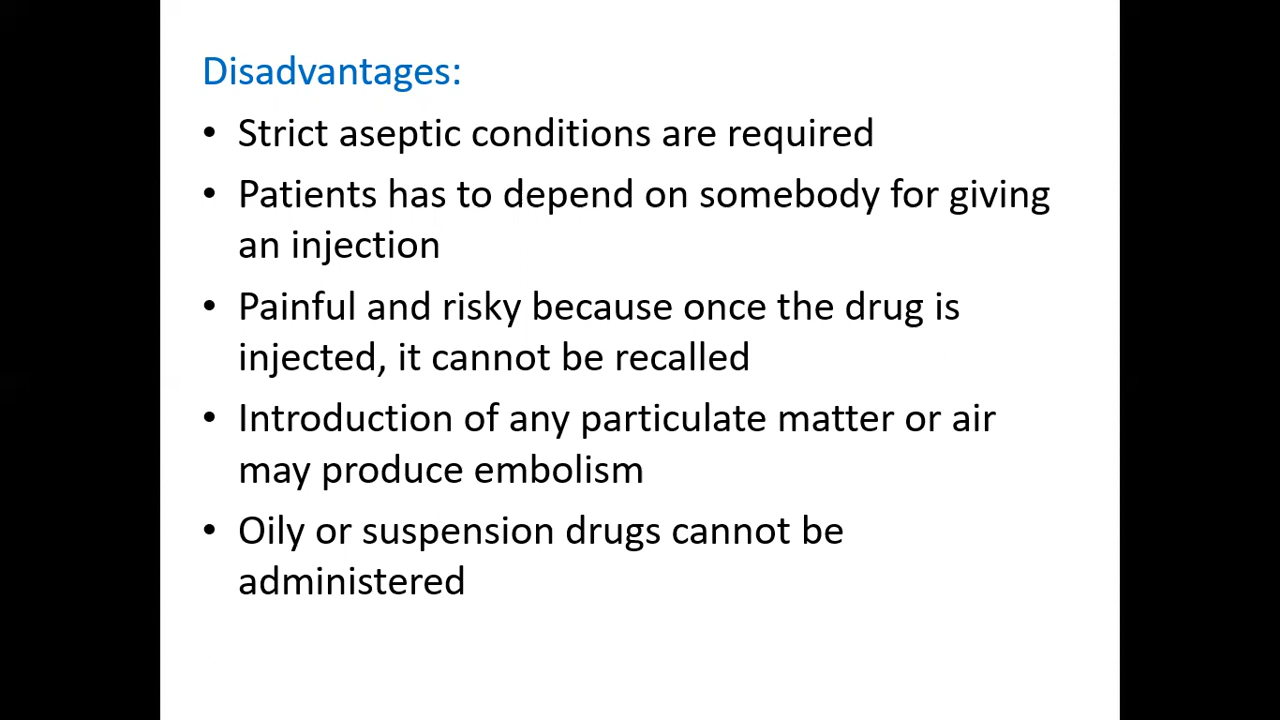 Disadvantages:
• Strict aseptic conditions are required
• Patients has to depend on somebody for giving
an injection
• Painful and risky because once the drug is
injected, it cannot be recalled
• Introduction of any particulate matter or air
may produce embolism
• Oily or suspension drugs cannot be
administered